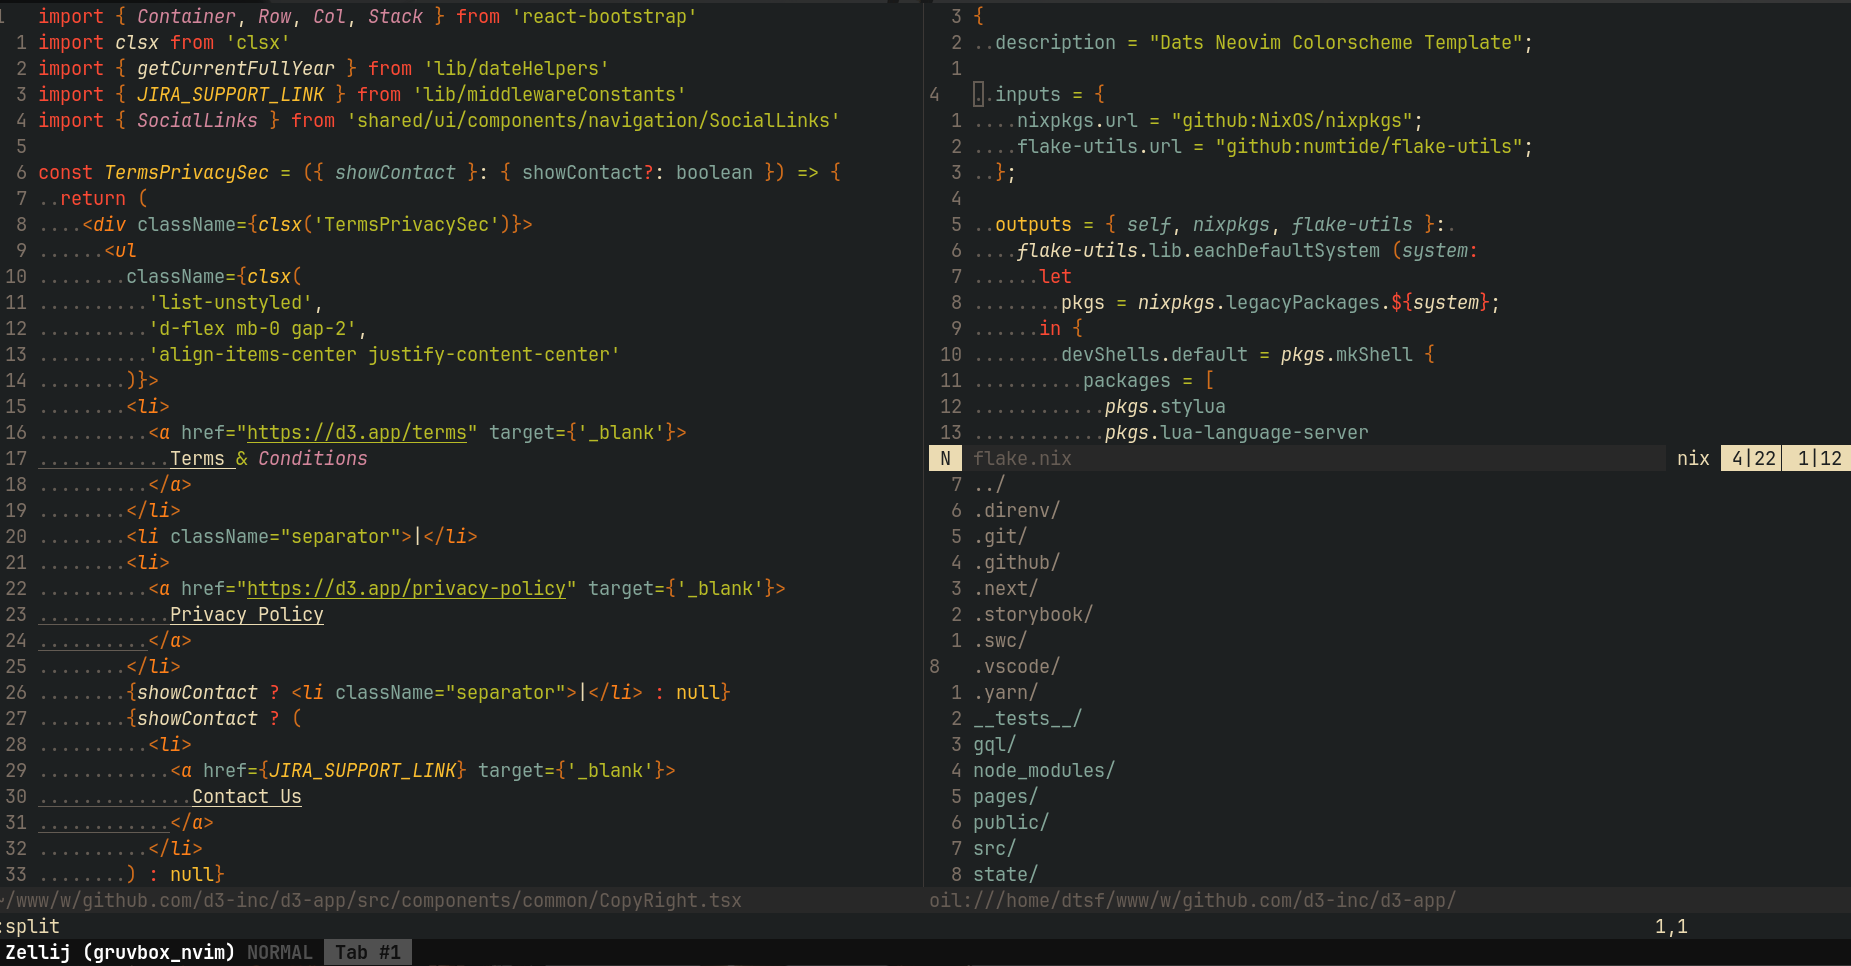 1   import { Container, Row, Col, Stack } from 'react-bootstrap'
 1 import clsx from 'clsx'
 2 import { getCurrentFullYear } from 'lib/dateHelpers'
 3 import { JIRA_SUPPORT_LINK } from 'lib/middlewareConstants'
 4 import { SocialLinks } from 'shared/ui/components/navigation/SocialLinks'
 5
 6 const TermsPrivacySec = ({ showContact }: { showContact?: boolean }) => {
 7 ..return (
 8 ....<div className={clsx('TermsPrivacySec')}>
 9 ......<ul
10 ........className={clsx(
11 ..........'list-unstyled',
12 ..........'d-flex mb-0 gap-2',
13 ..........'align-items-center justify-content-center'
14 ........)}>
15 ........<li>
16 ..........<a href="https://d3.app/terms" target={'_blank'}>
17 ............Terms & Conditions
18 ..........</a>
19 ........</li>
20 ........<li className="separator">|</li>
21 ........<li>
22 ..........<a href="https://d3.app/privacy-policy" target={'_blank'}>
23 ............Privacy Policy
24 ..........</a>
25 ........</li>
26 ........{showContact ? <li className="separator">|</li> : null}
27 ........{showContact ? (
28 ..........<li>
29 ............<a href={JIRA_SUPPORT_LINK} target={'_blank'}>
30 ..............Contact Us
31 ............</a>
32 ..........</li>
33 ........) : null}
~/www/w/github.com/d3-inc/d3-app/src/components/common/CopyRight.tsx
  3 {
  2 ..description = "Dats Neovim Colorscheme Template";
  1
4   ..inputs = {
  1 ....nixpkgs.url = "github:NixOS/nixpkgs";
  2 ....flake-utils.url = "github:numtide/flake-utils";
  3 ..};
  4
  5 ..outputs = { self, nixpkgs, flake-utils }:.
  6 ....flake-utils.lib.eachDefaultSystem (system:
  7 ......let
  8 ........pkgs = nixpkgs.legacyPackages.${system};
  9 ......in {
 10 ........devShells.default = pkgs.mkShell {
 11 ..........packages = [
 12 ............pkgs.stylua
 13 ............pkgs.lua-language-server
N flake.nix nix 4|22 1|12
  7 ../
  6 .direnv/
  5 .git/
  4 .github/
  3 .next/
  2 .storybook/
  1 .swc/
8   .vscode/
  1 .yarn/
  2 __tests__/
  3 gql/
  4 node_modules/
  5 pages/
  6 public/
  7 src/
  8 state/
oil:///home/dtsf/www/w/github.com/d3-inc/d3-app/
:split 1,1
Zellij (gruvbox_nvim) NORMAL Tab #1